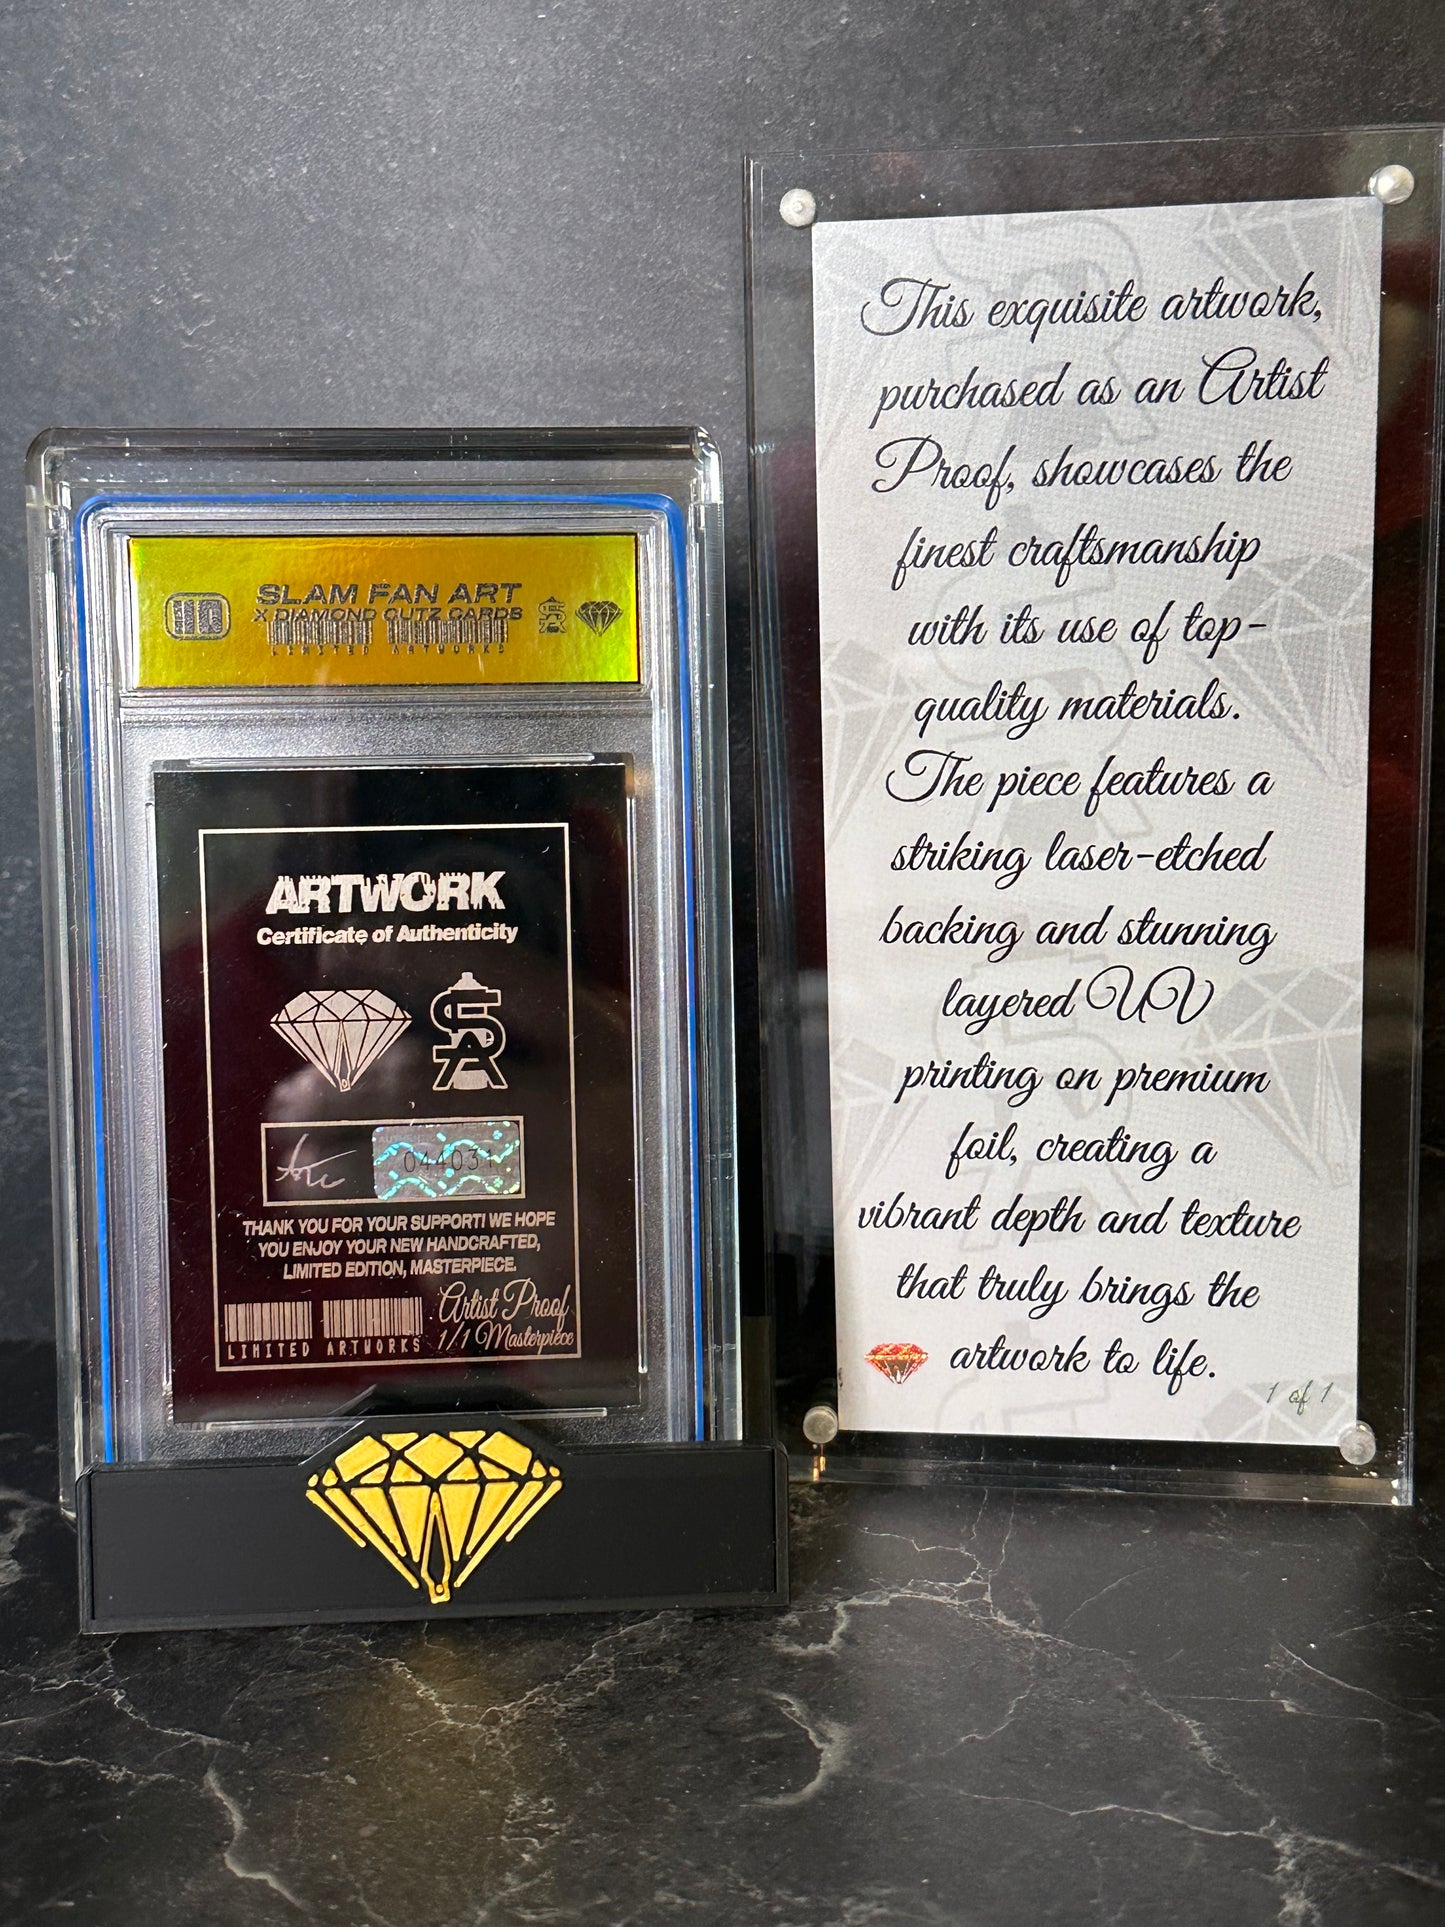 SLAM FAN ART
X DIAMOND CUTZ CARDS
LIMITED ARTWORKS
ARTWORK
Certificate of Authenticity
SA
044031
THANK YOU FOR YOUR SUPPORT! WE HOPE
YOU ENJOY YOUR NEW HANDCRAFTED,
LIMITED EDITION, MASTERPIECE.
Artist Proof
1/1 Masterpiece
LIMITED ARTWORKS
This exquisite artwork,
purchased as an Artist
Proof, showcases the
finest craftsmanship
with its use of top-
quality materials.
The piece features a
striking laser-etched
backing and stunning
layered UV
printing on premium
foil, creating a
vibrant depth and texture
that truly brings the
artwork to life.
1 of 1